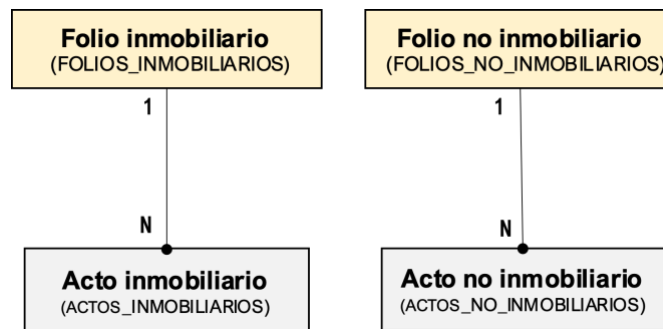 Folio inmobiliario
(FOLIOS_INMOBILIARIOS)
1
N
Acto inmobiliario
(ACTOS_INMOBILIARIOS)
Folio no inmobiliario
(FOLIOS_NO_INMOBILIARIOS)
1
N
Acto no inmobiliario
(ACTOS_NO_INMOBILIARIOS)